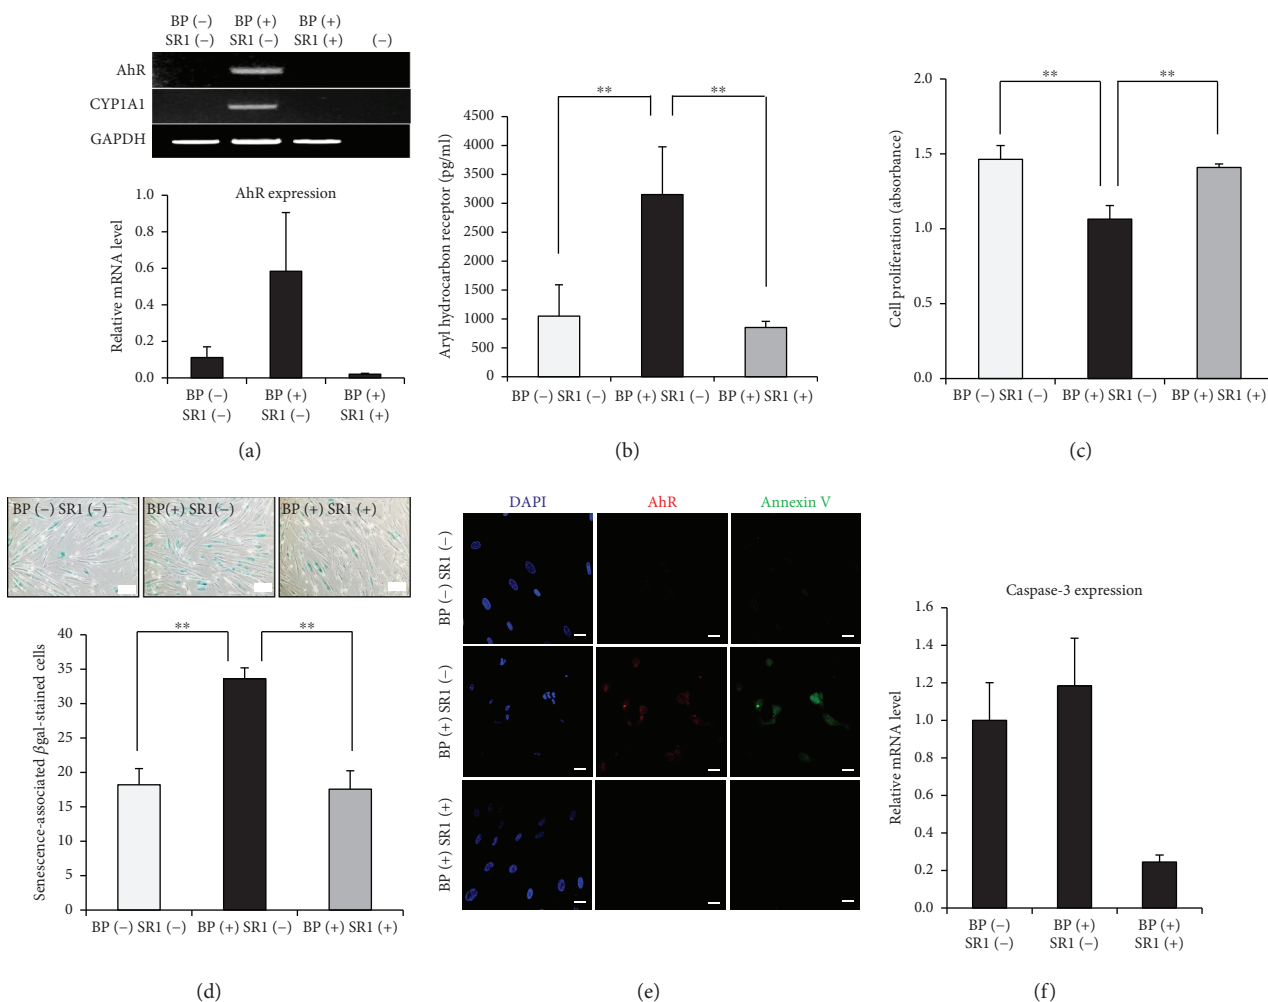 BP (−) BP (+) BP (+)
SR1 (−) SR1 (−) SR1 (+) (−)
AhR
CYP1A1
GAPDH
AhR expression
Relative mRNA level
1.0
0.8
0.6
0.4
0.2
0.0
BP (−) BP (+) BP (+)
SR1 (−) SR1 (−) SR1 (+)
(a)
** **
Aryl hydrocarbon receptor (pg/ml)
4500
4000
3500
3000
2500
2000
1500
1000
500
0
BP (−) SR1 (−) BP (+) SR1 (−) BP (+) SR1 (+)
(b)
** **
Cell proliferation (absorbance)
2.0
1.5
1.0
0.5
0.0
BP (−) SR1 (−) BP (+) SR1 (−) BP (+) SR1 (+)
(c)
BP (−) SR1 (−) BP(+) SR1(−) BP (+) SR1 (+)
** **
Senescence-associated βgal-stained cells
40
35
30
25
20
15
10
5
0
BP (−) SR1 (−) BP (+) SR1 (−) BP (+) SR1 (+)
(d)
DAPI AhR Annexin V
BP (−) SR1 (−)
BP (+) SR1 (−)
BP (+) SR1 (+)
(e)
Caspase-3 expression
Relative mRNA level
1.6
1.4
1.2
1.0
0.8
0.6
0.4
0.2
0.0
BP (−) BP (+) BP (+)
SR1 (−) SR1 (−) SR1 (+)
(f)